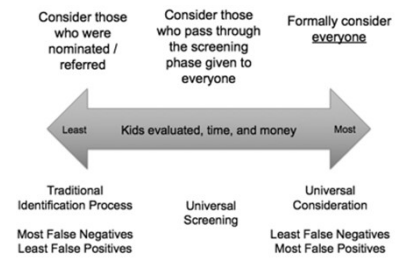 Consider those
who were
nominated /
referred
Consider those
who pass through
the screening
phase given to
everyone
Formally consider
everyone
Least
Kids evaluated, time, and money
Most
Traditional
Identification Process
Most False Negatives
Least False Positives
Universal
Screening
Universal
Consideration
Least False Negatives
Most False Positives